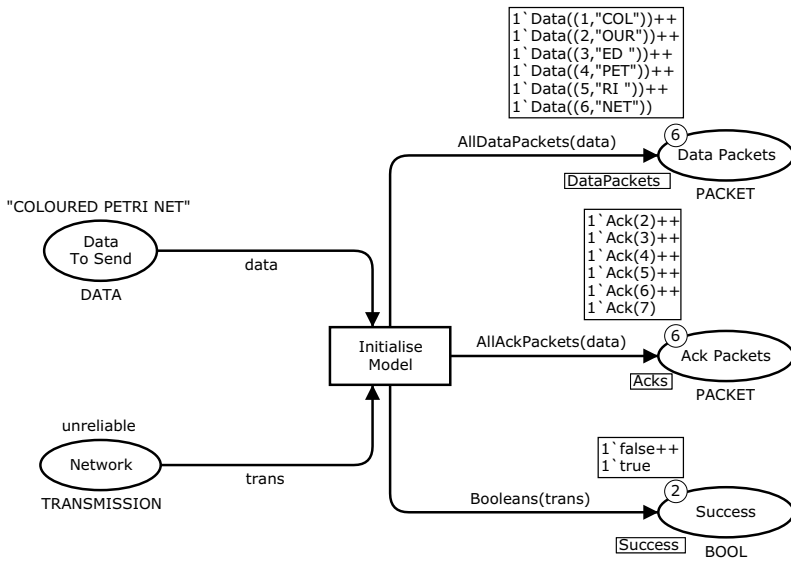 1`Data((1,"COL"))++
1`Data((2,"OUR"))++
1`Data((3,"ED "))++
1`Data((4,"PET"))++
1`Data((5,"RI "))++
1`Data((6,"NET"))
AllDataPackets(data)
6
Data Packets
DataPackets
PACKET
"COLOURED PETRI NET"
Data
To Send
DATA
data
1`Ack(2)++
1`Ack(3)++
1`Ack(4)++
1`Ack(5)++
1`Ack(6)++
1`Ack(7)
Initialise
Model
AllAckPackets(data)
6
Ack Packets
Acks
PACKET
unreliable
Network
TRANSMISSION
trans
1`false++
1`true
Booleans(trans)
2
Success
Success
BOOL